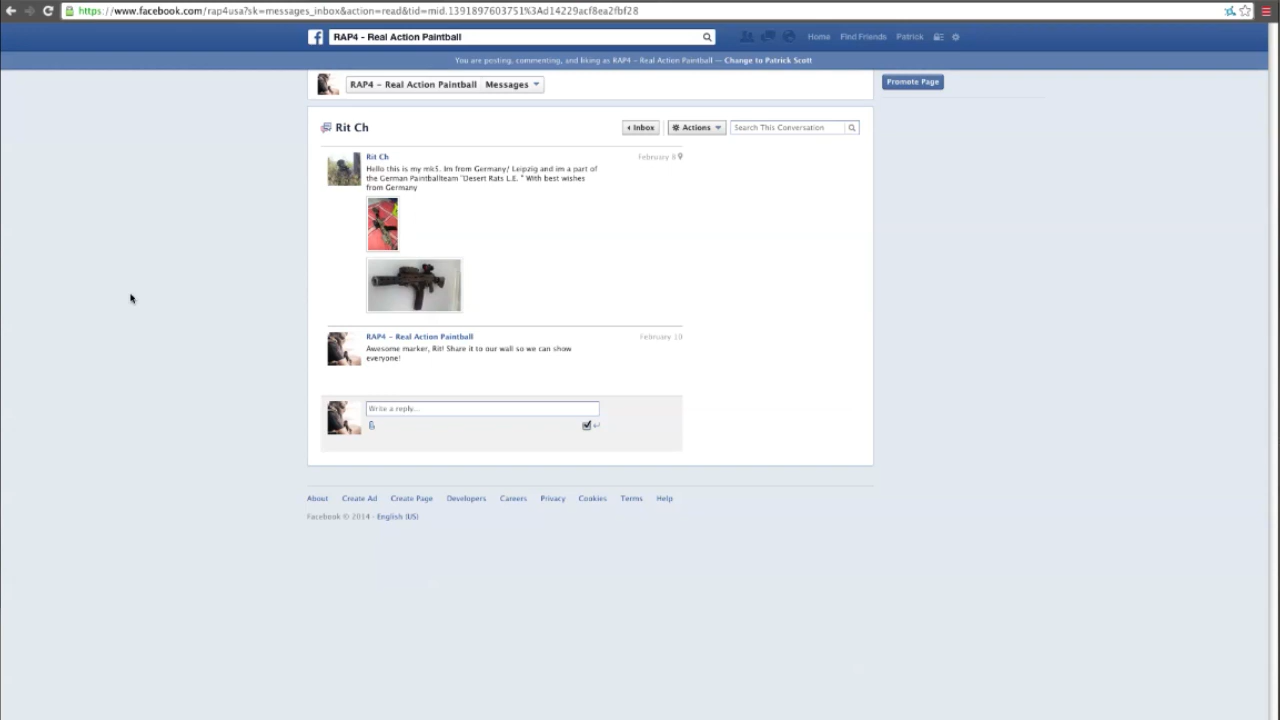 https://www.facebook.com/rap4usa?sk=messages_inbox&action=read&tid=mid.1391897603751%3Ad14229acf8ea2fbf28
RAP4 - Real Action Paintball
Home Find Friends Patrick
You are posting, commenting, and liking as RAP4 - Real Action Paintball — Change to Patrick Scott
RAP4 - Real Action Paintball Messages
Promote Page
Rit Ch
Inbox
Actions
Search This Conversation
Rit Ch
February 8
Hello this is my mk5. Im from Germany/ Leipzig and im a part of
the German Paintballteam "Desert Rats L.E. " With best wishes
from Germany
RAP4 - Real Action Paintball
February 10
Awesome marker, Rit! Share it to our wall so we can show
everyone!
Write a reply...
About Create Ad Create Page Developers Careers Privacy Cookies Terms Help
Facebook © 2014 · English (US)